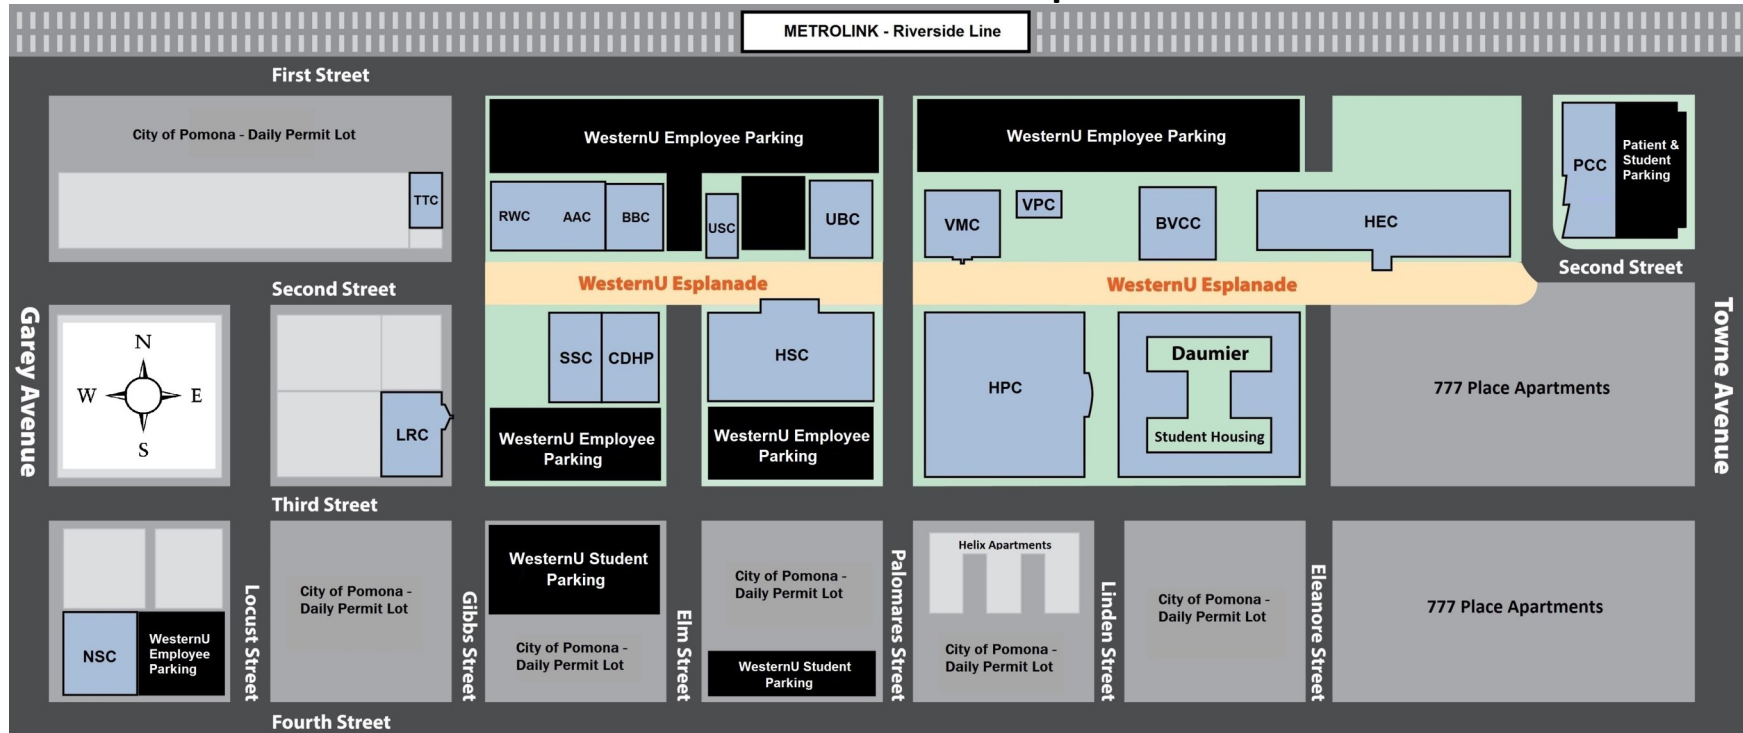 METROLINK - Riverside Line
First Street
City of Pomona - Daily Permit Lot
WesternU Employee Parking
WesternU Employee Parking
PCC
Patient &
Student
Parking
TTC
RWC
AAC
BBC
USC
UBC
VMC
VPC
BVCC
HEC
Second Street
WesternU Esplanade
WesternU Esplanade
Second Street
Garey Avenue
N
W
E
S
LRC
SSC
CDHP
HSC
HPC
Daumier
Student Housing
777 Place Apartments
Towne Avenue
WesternU Employee
Parking
WesternU Employee
Parking
Third Street
NSC
WesternU
Employee
Parking
Locust Street
City of Pomona -
Daily Permit Lot
Gibbs Street
WesternU Student
Parking
City of Pomona -
Daily Permit Lot
Elm Street
City of Pomona -
Daily Permit Lot
WesternU Student
Parking
Palomares Street
Helix Apartments
City of Pomona -
Daily Permit Lot
Linden Street
City of Pomona -
Daily Permit Lot
Eleanore Street
777 Place Apartments
Fourth Street